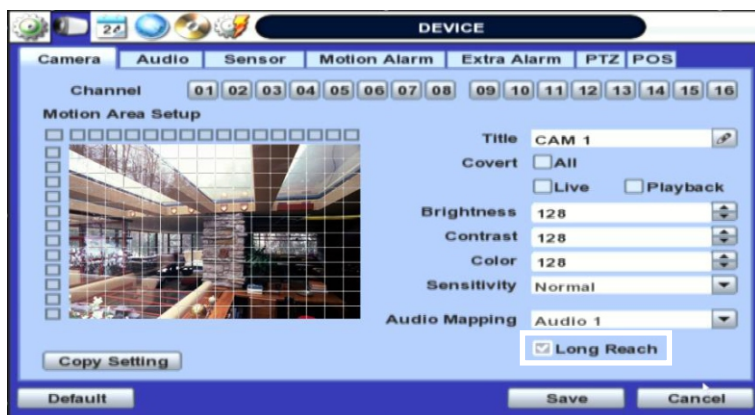 24
DEVICE
Camera Audio Sensor Motion Alarm Extra Alarm PTZ POS
Channel 01 02 03 04 05 06 07 08 09 10 11 12 13 14 15 16
Motion Area Setup
Title CAM 1
Covert All
Live Playback
Brightness 128
Contrast 128
Color 128
Sensitivity Normal
Audio Mapping Audio 1
Long Reach
Copy Setting
Default Save Cancel